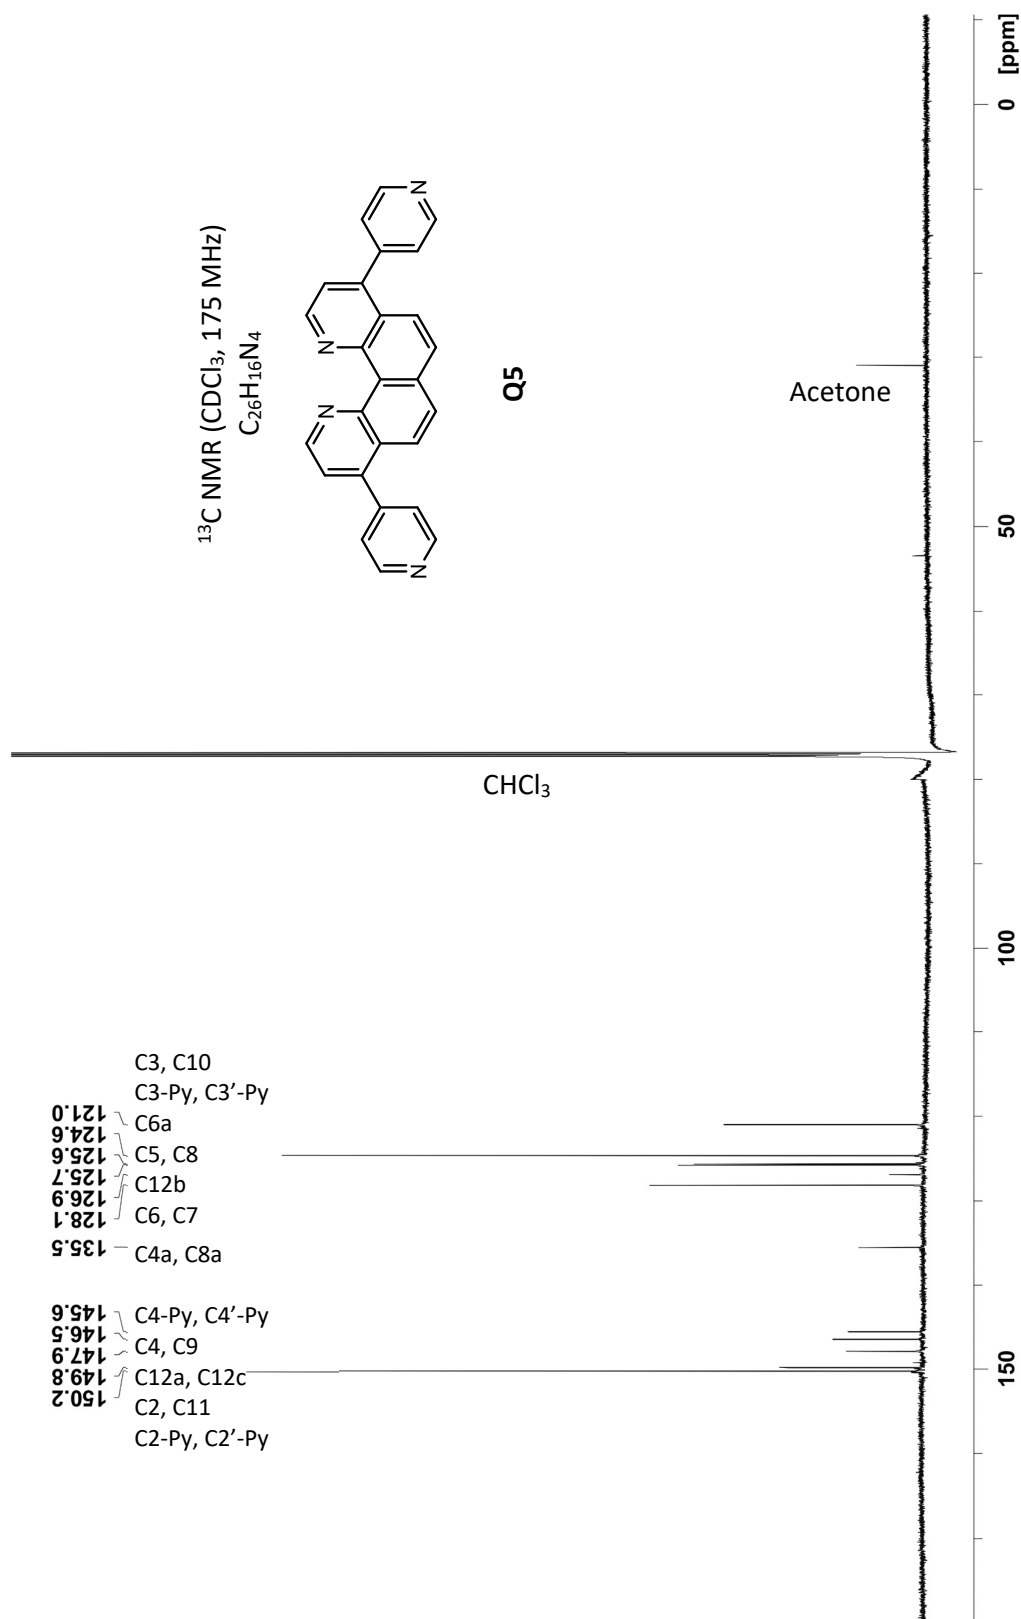 ¹³C NMR (CDCl₃, 175 MHz)
C₂₆H₁₆N₄
N
N
N
N
Q5
Acetone
CHCl₃
C3, C10
C3-Py, C3’-Py
C6a
C5, C8
C12b
C6, C7
C4a, C8a
C4-Py, C4’-Py
C4, C9
C12a, C12c
C2, C11
C2-Py, C2’-Py
121.0
124.6
125.6
125.7
126.9
128.1
135.5
145.6
146.5
147.9
149.8
150.2
150
100
50
0
[ppm]